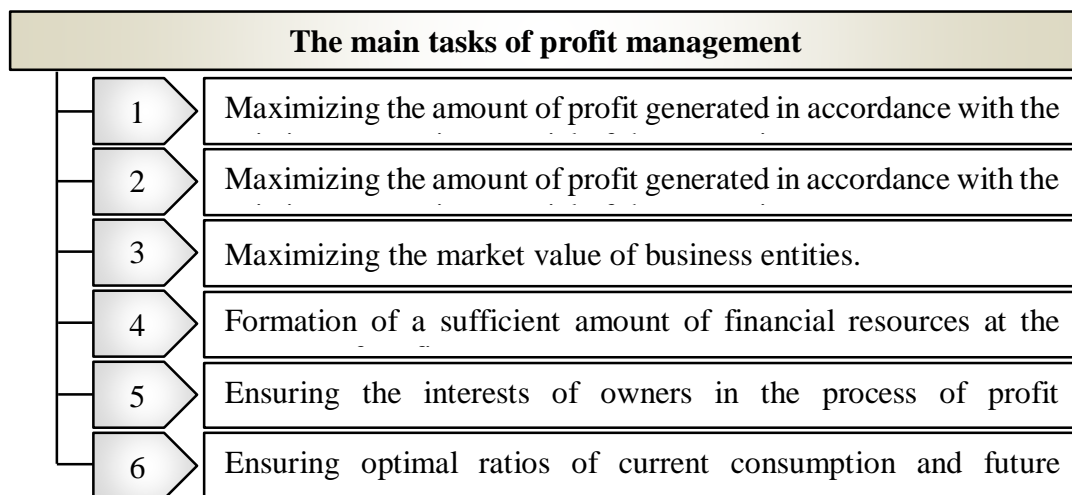 The main tasks of profit management
1
Maximizing the amount of profit generated in accordance with the
2
Maximizing the amount of profit generated in accordance with the
3
Maximizing the market value of business entities.
4
Formation of a sufficient amount of financial resources at the
5
Ensuring the interests of owners in the process of profit
6
Ensuring optimal ratios of current consumption and future